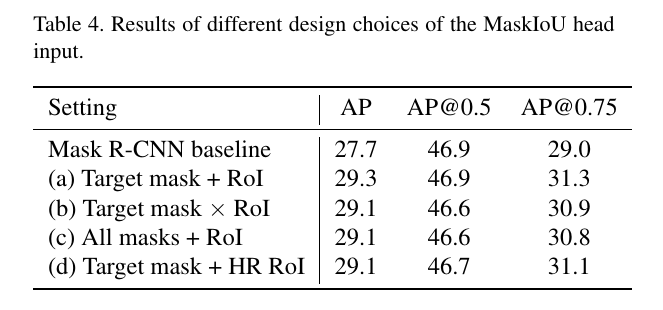 Table 4. Results of different design choices of the MaskIoU head
input.
Setting AP AP@0.5 AP@0.75
Mask R-CNN baseline 27.7 46.9 29.0
(a) Target mask + RoI 29.3 46.9 31.3
(b) Target mask × RoI 29.1 46.6 30.9
(c) All masks + RoI 29.1 46.6 30.8
(d) Target mask + HR RoI 29.1 46.7 31.1